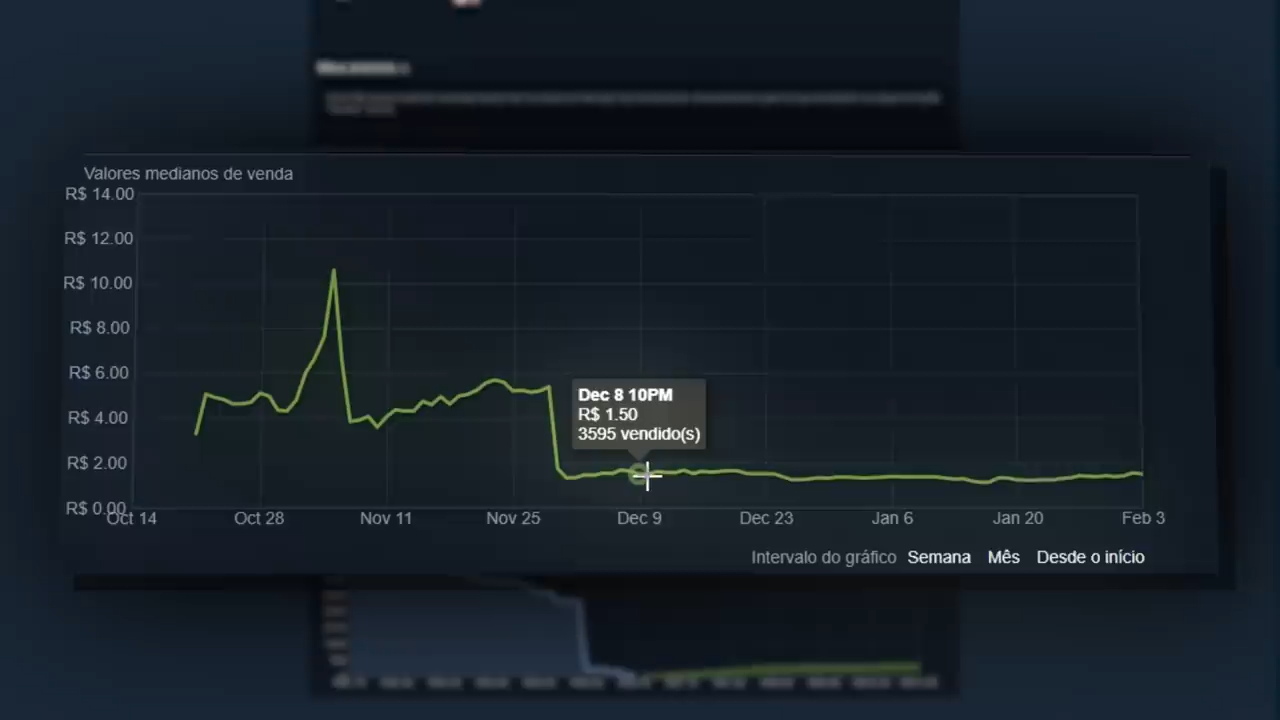 Valores medianos de venda
R$ 14.00
R$ 12.00
R$ 10.00
R$ 8.00
R$ 6.00
R$ 4.00
R$ 2.00
R$ 0.00
Dec 8 10PM
R$ 1.50
3595 vendido(s)
Oct 14 Oct 28 Nov 11 Nov 25 Dec 9 Dec 23 Jan 6 Jan 20 Feb 3
Intervalo do gráfico Semana Mês Desde o início